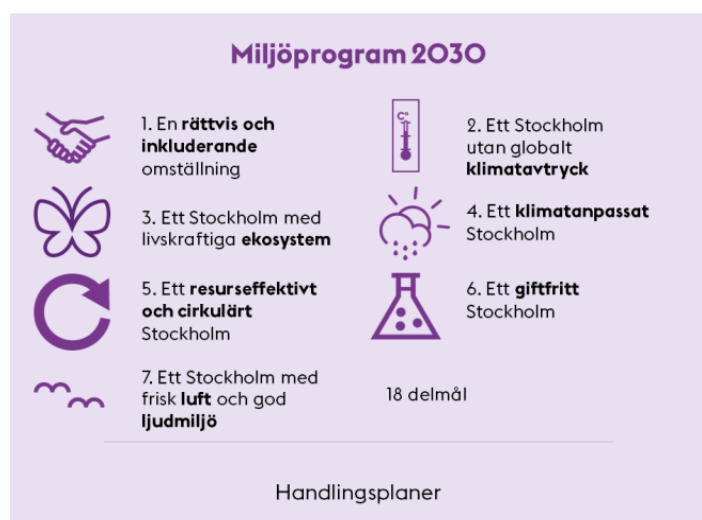 Miljöprogram 2030
1. En rättvis och
inkluderande
omställning
2. Ett Stockholm
utan globalt
klimatavtryck
3. Ett Stockholm med
livskraftiga ekosystem
4. Ett klimatanpassat
Stockholm
5. Ett resurseffektivt
och cirkulärt
Stockholm
6. Ett giftfritt
Stockholm
7. Ett Stockholm med
frisk luft och god
ljudmiljö
18 delmål
Handlingsplaner